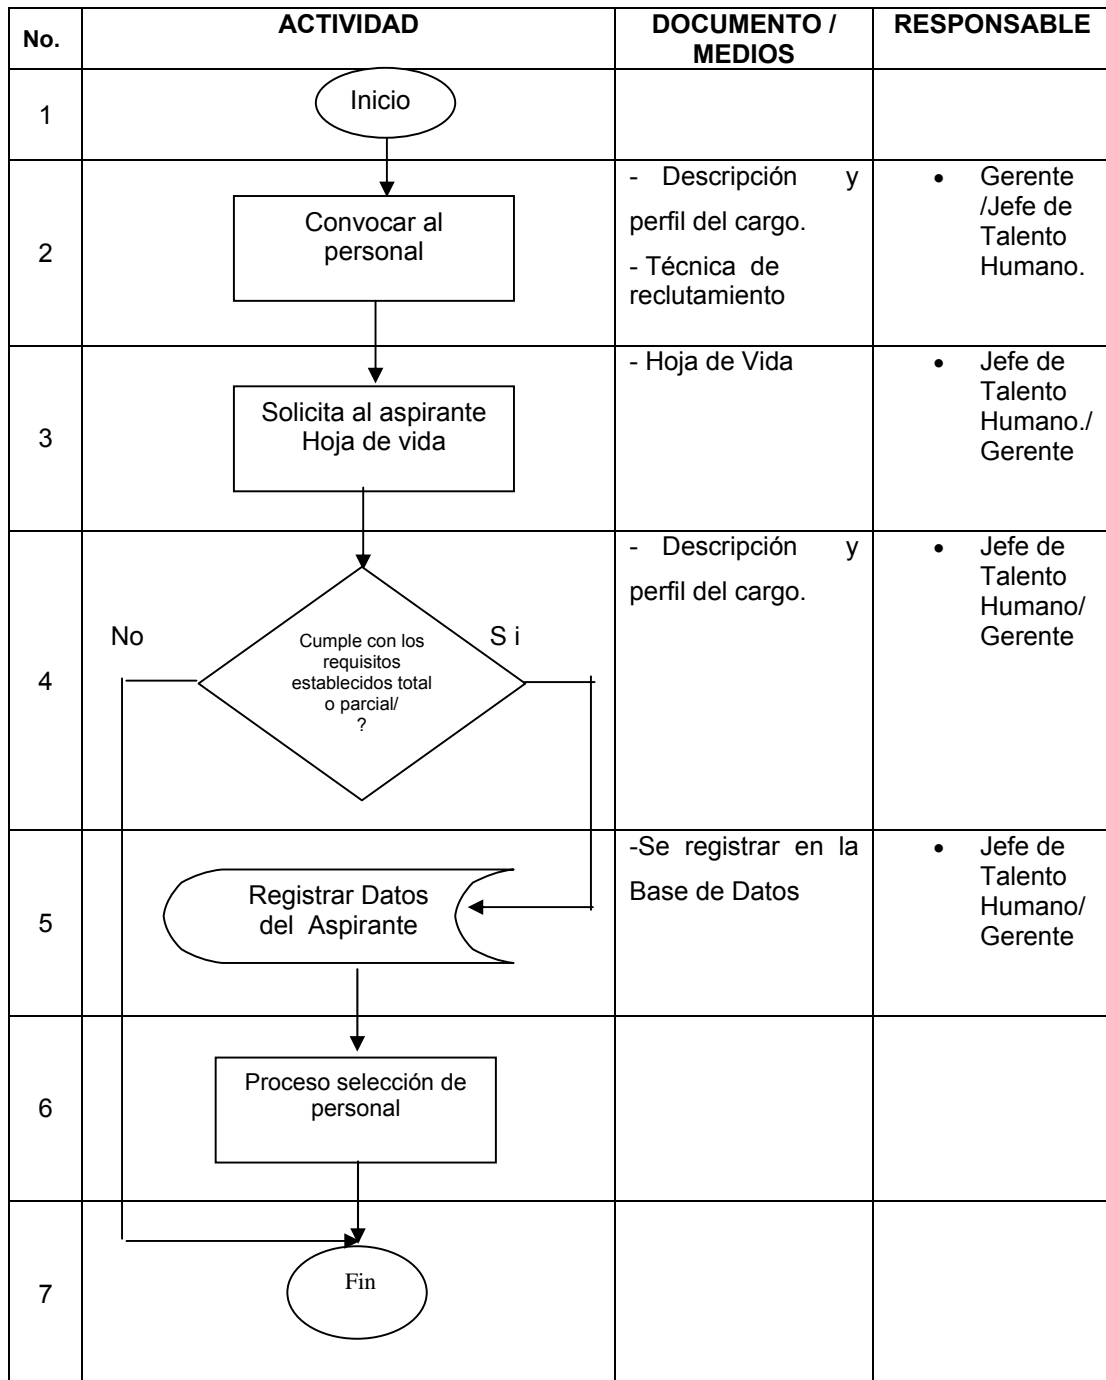 No.
ACTIVIDAD
DOCUMENTO /
MEDIOS
RESPONSABLE
1
Inicio
2
Convocar al
personal
- Descripción y
perfil del cargo.
- Técnica de
reclutamiento
• Gerente
/Jefe de
Talento
Humano.
3
Solicita al aspirante
Hoja de vida
- Hoja de Vida
• Jefe de
Talento
Humano./
Gerente
4
No
Cumple con los
requisitos
establecidos total
o parcial/
?
S i
- Descripción y
perfil del cargo.
• Jefe de
Talento
Humano/
Gerente
5
Registrar Datos
del Aspirante
-Se registrar en la
Base de Datos
• Jefe de
Talento
Humano/
Gerente
6
Proceso selección de
personal
7
Fin